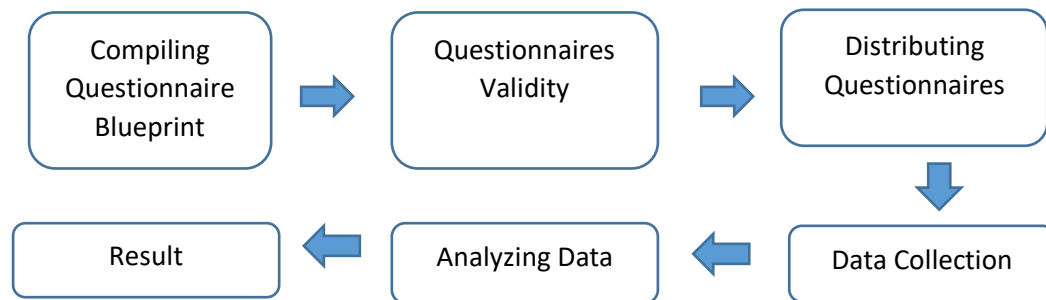 Compiling
Questionnaire
Blueprint
Questionnaires
Validity
Distributing
Questionnaires
Data Collection
Analyzing Data
Result